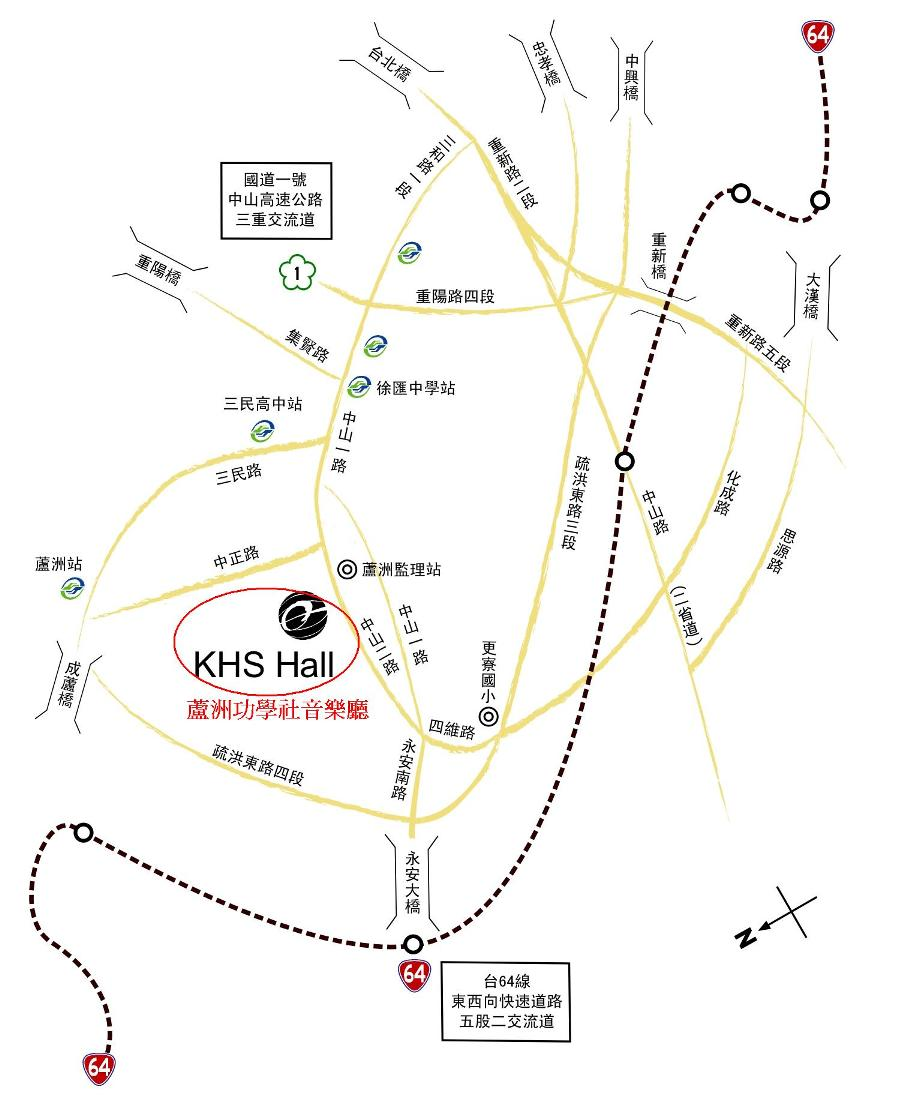 64
台北橋
忠孝橋
中興橋
三和路一段
重新路二段
國道一號
中山高速公路
三重交流道
1
重陽橋
重陽路四段
重新橋
大漢橋
集賢路
重新路五段
徐匯中學站
三民高中站
中山一路
三民路
疏洪東路三段
中山路
(二省道)
化成路
思源路
中正路
蘆洲站
蘆洲監理站
中山二路
中山一路
KHS Hall
蘆洲功學社音樂廳
成蘆橋
更寮國小
四維路
永安南路
疏洪東路四段
永安大橋
N
64
台64線
東西向快速道路
五股二交流道
64